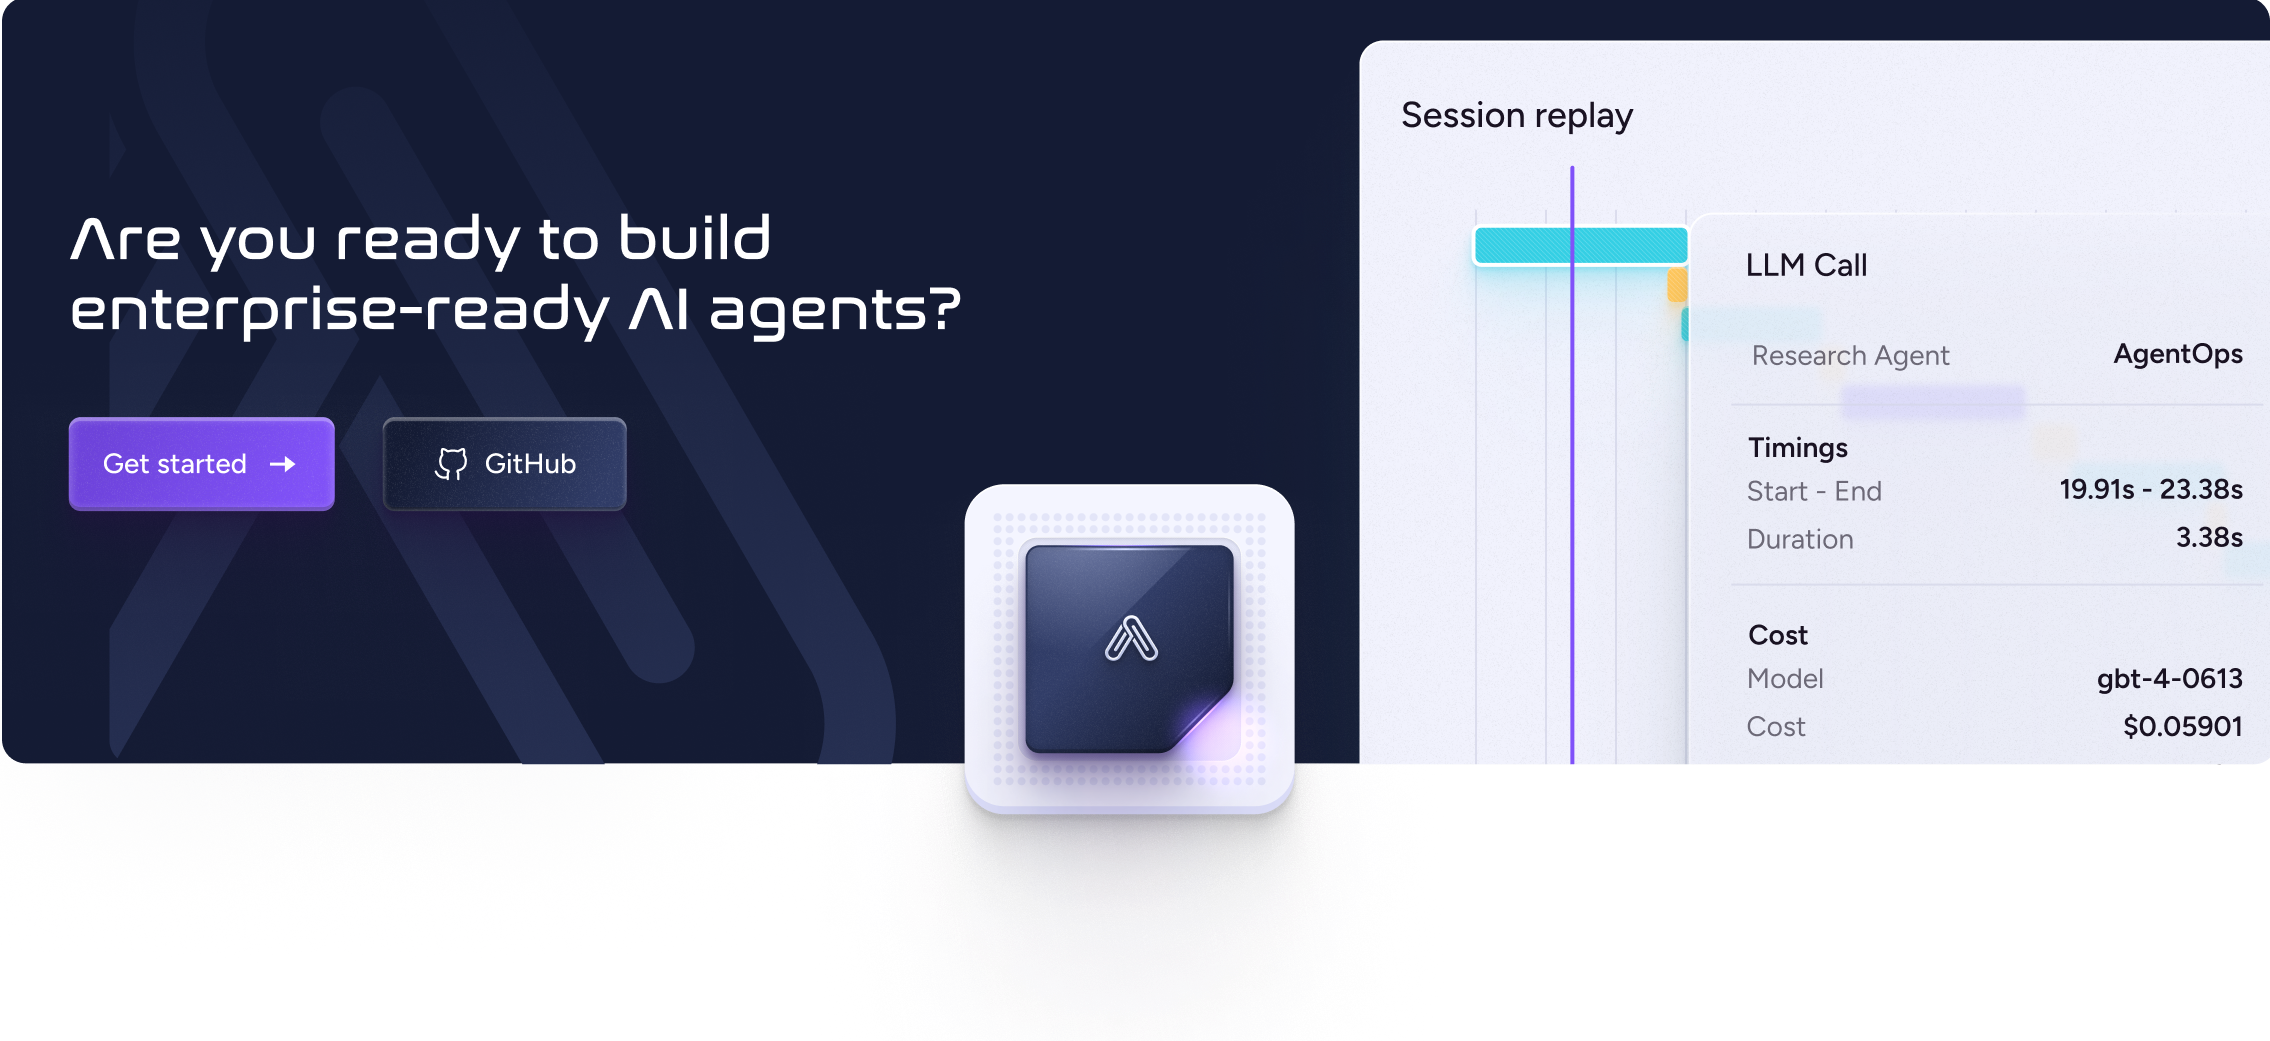 Are you ready to build
enterprise-ready AI agents?
Get started
GitHub
Session replay
LLM Call
Research Agent AgentOps
Timings
Start - End 19.91s - 23.38s
Duration 3.38s
Cost
Model gbt-4-0613
Cost $0.05901